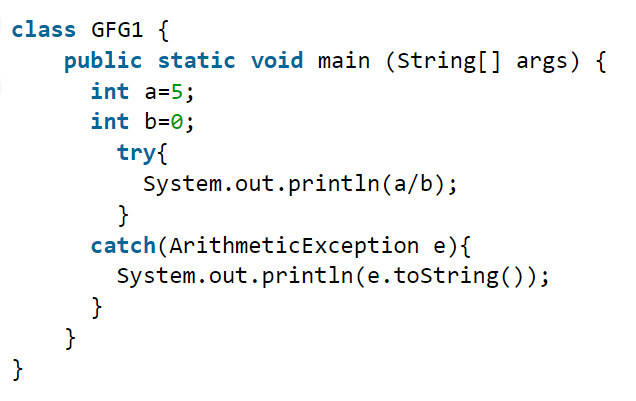 class GFG1 {
    public static void main (String[] args) {
      int a=5;
      int b=0;
        try{
          System.out.println(a/b);
        }
      catch(ArithmeticException e){
        System.out.println(e.toString());
      }
    }
}